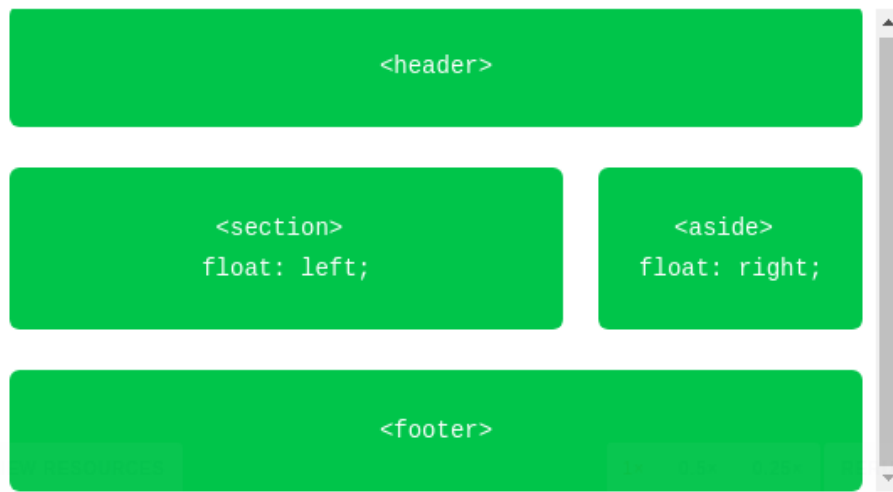 <header>
<section>
<aside>
float: left;
float: right;
<footer>